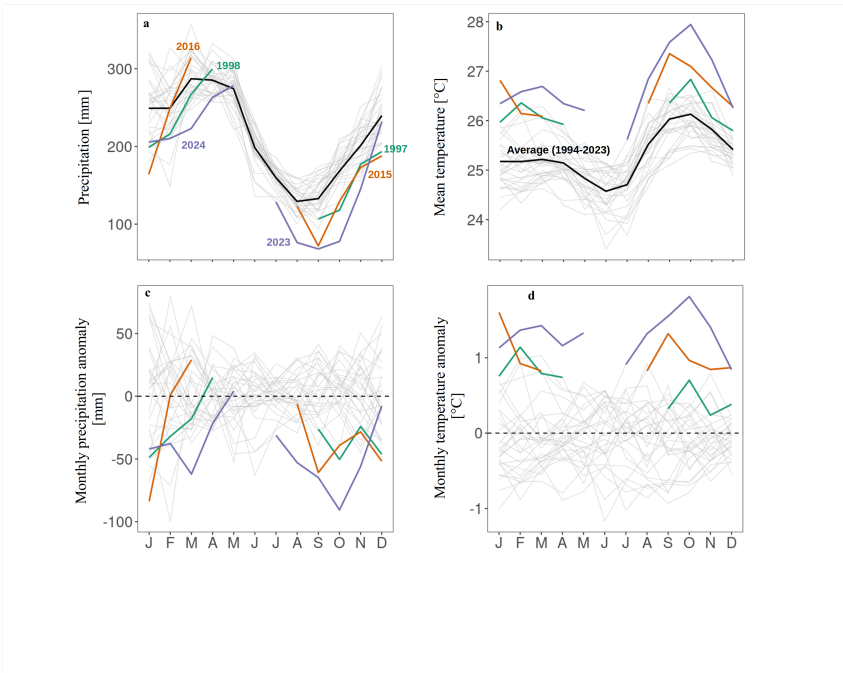 a
2016
1998
2024
2023
1997
2015
Precipitation [mm]
300
200
100
b
Average (1994-2023)
Mean temperature [°C]
28
27
26
25
24
c
Monthly precipitation anomaly
[mm]
50
0
-50
-100
J F M A M J J A S O N D
d
Monthly temperature anomaly
[°C]
1
0
-1
J F M A M J J A S O N D